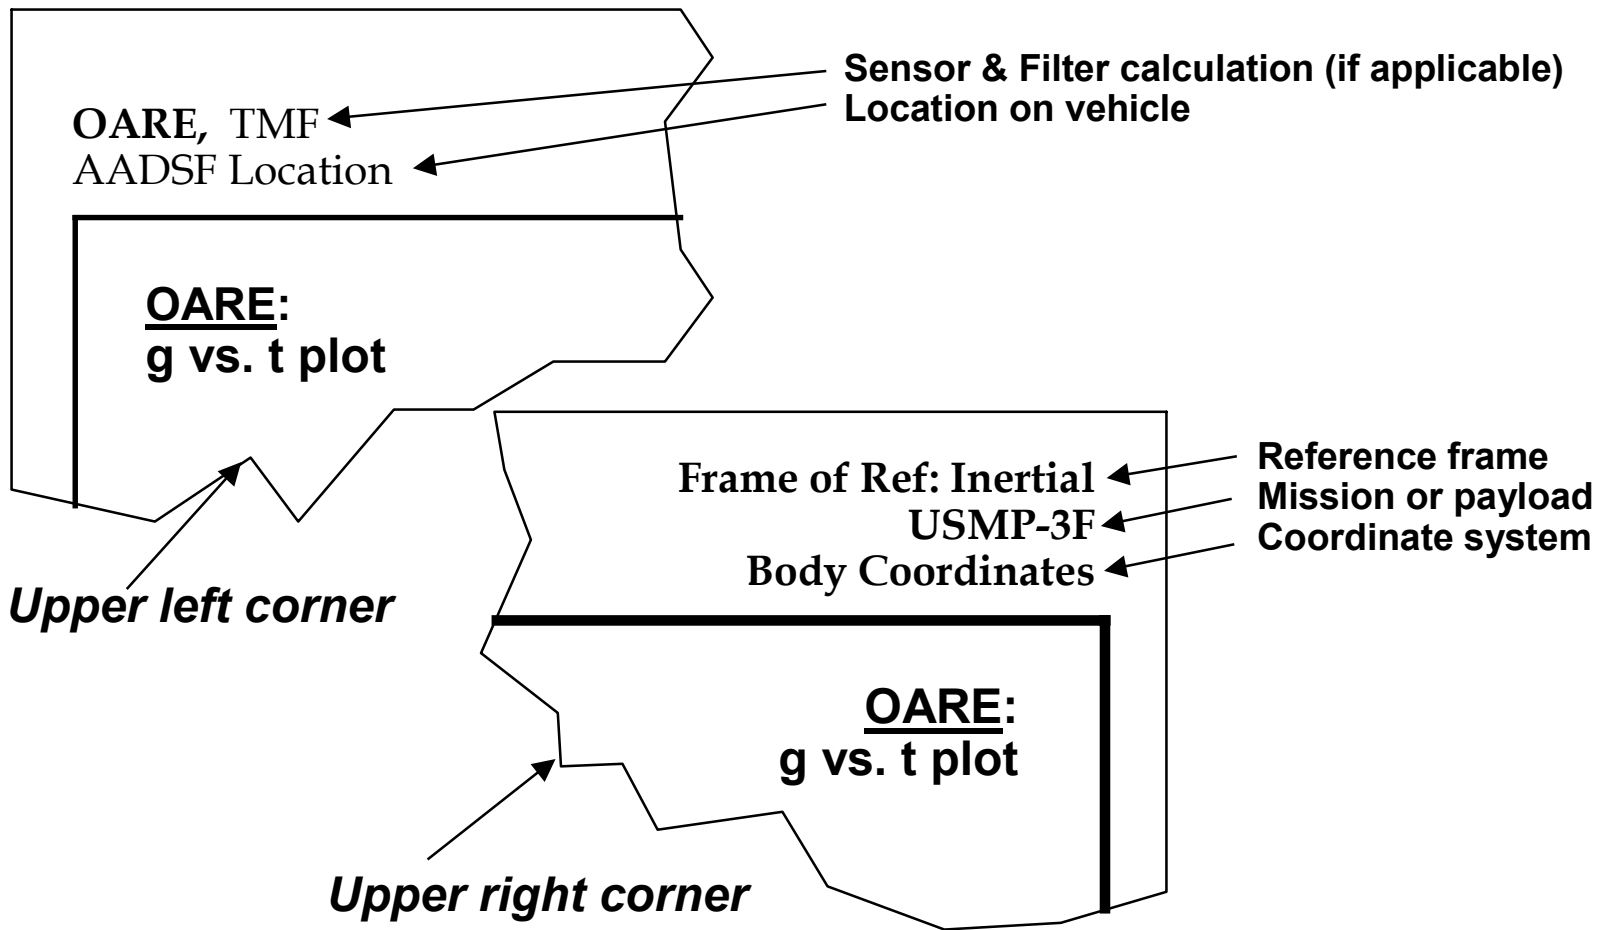 Sensor & Filter calculation (if applicable)
Location on vehicle
OARE, TMF
AADSF Location
OARE:
g vs. t plot
Upper left corner
Frame of Ref: Inertial
USMP-3F
Body Coordinates
Reference frame
Mission or payload
Coordinate system
OARE:
g vs. t plot
Upper right corner